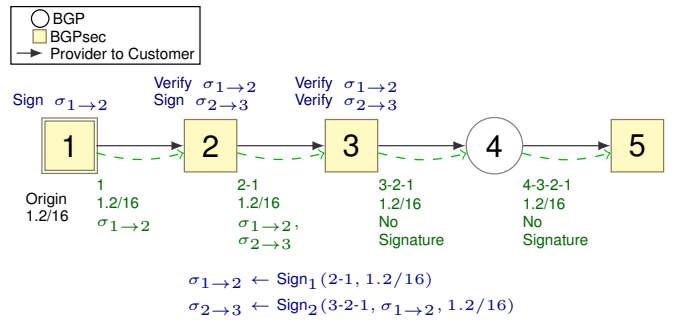 BGP
BGPsec
Provider to Customer
Sign σ1→2
Verify σ1→2
Sign σ2→3
Verify σ1→2
Verify σ2→3
1
2
3
4
5
Origin
1.2/16
1
1.2/16
σ1→2
2-1
1.2/16
σ1→2,
σ2→3
3-2-1
1.2/16
No
Signature
4-3-2-1
1.2/16
No
Signature
σ1→2 ← Sign1(2-1, 1.2/16)
σ2→3 ← Sign2(3-2-1, σ1→2, 1.2/16)